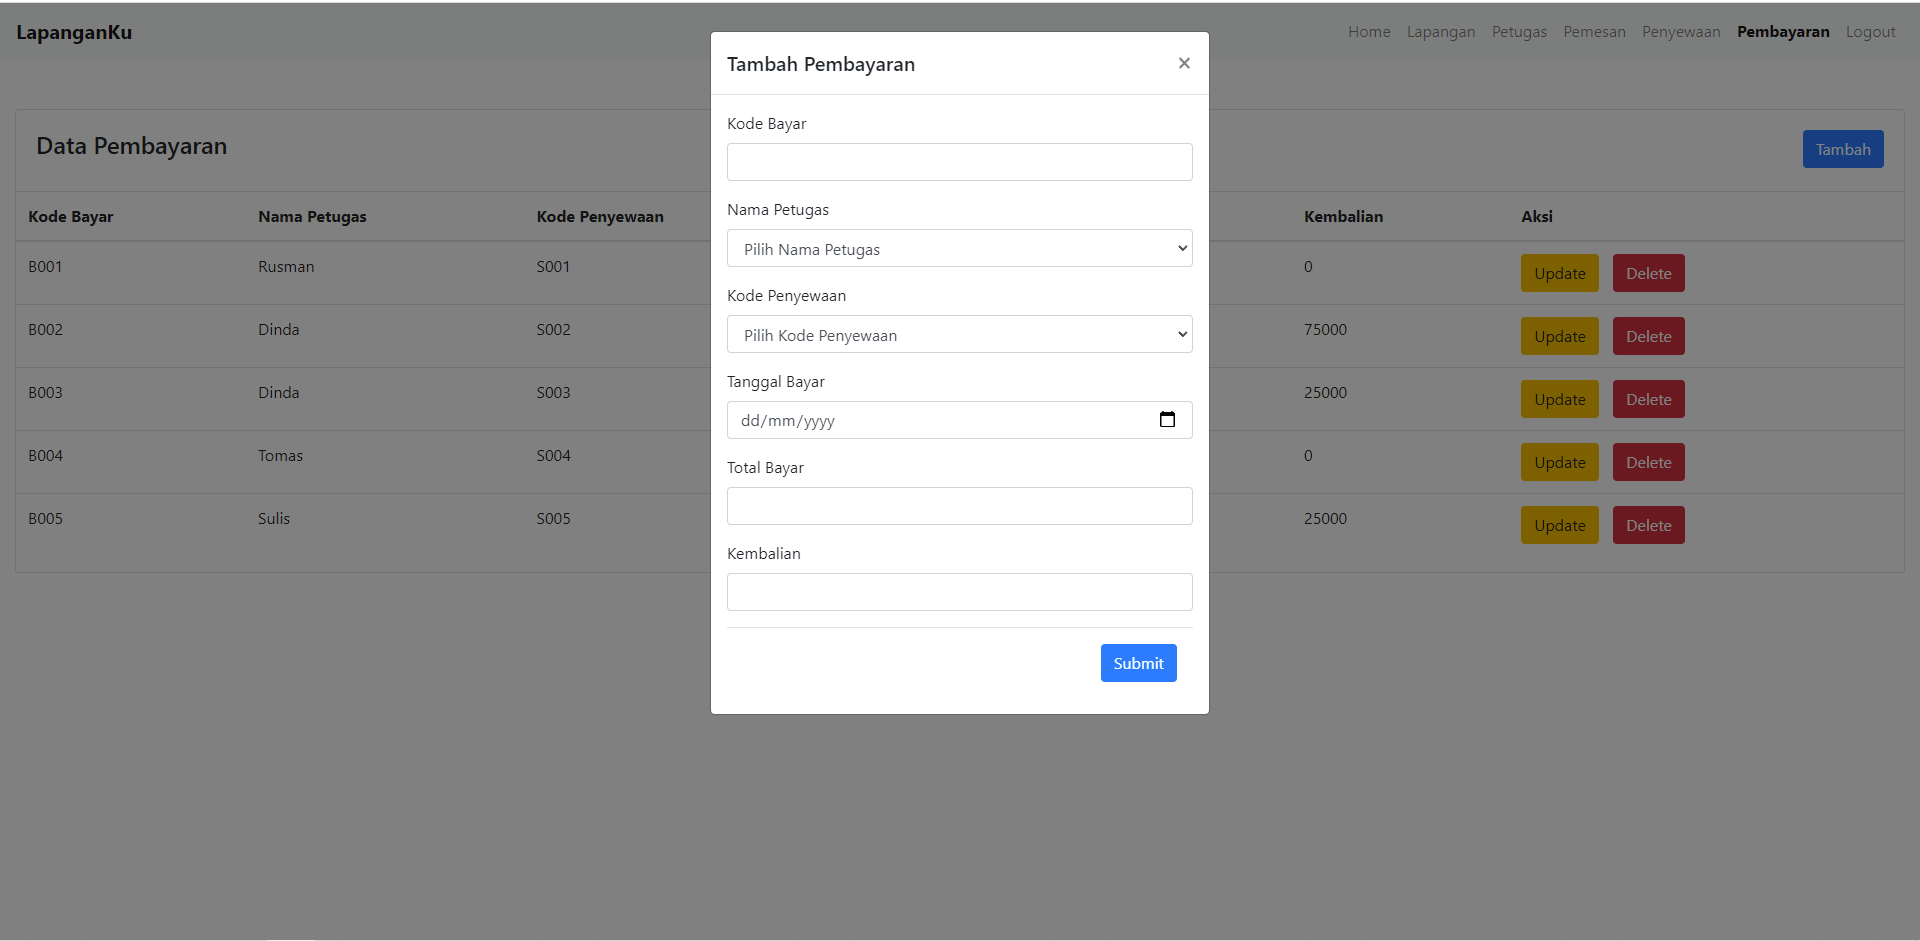 LapanganKu
Home Lapangan Petugas Pemesan Penyewaan Pembayaran Logout
Tambah Pembayaran ×
Kode Bayar
Nama Petugas
Pilih Nama Petugas
Kode Penyewaan
Pilih Kode Penyewaan
Tanggal Bayar
dd/mm/yyyy
Total Bayar
Kembalian
Submit
Data Pembayaran
Tambah
Kode Bayar Nama Petugas Kode Penyewaan Kembalian Aksi
B001 Rusman S001 0 Update Delete
B002 Dinda S002 75000 Update Delete
B003 Dinda S003 25000 Update Delete
B004 Tomas S004 0 Update Delete
B005 Sulis S005 25000 Update Delete